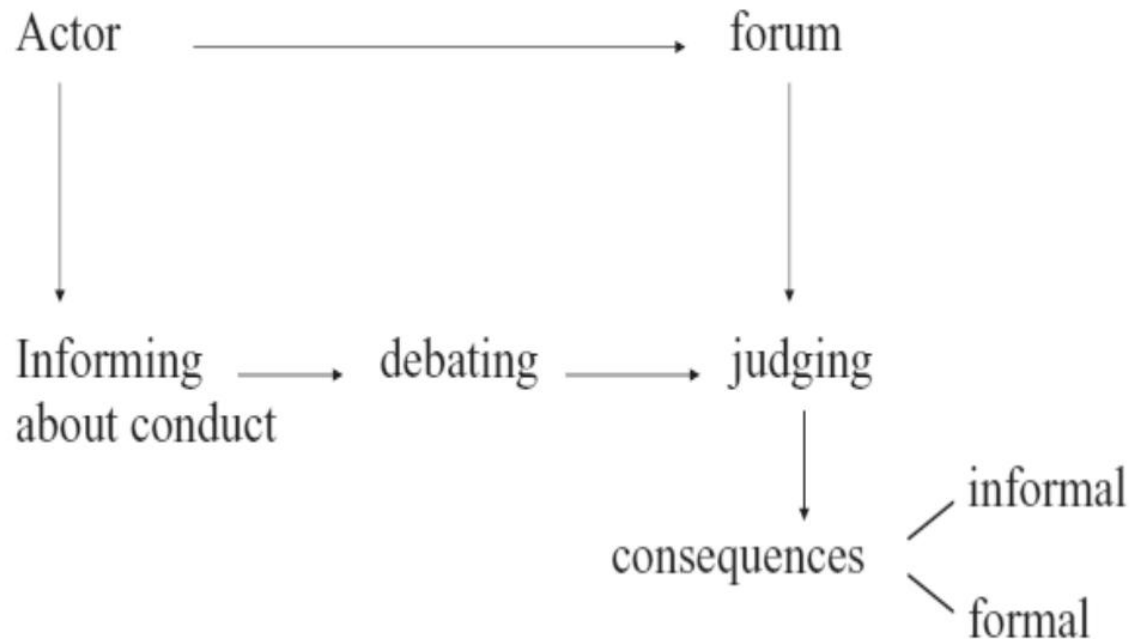 Actor
forum
Informing
about conduct
debating
judging
consequences
informal
formal